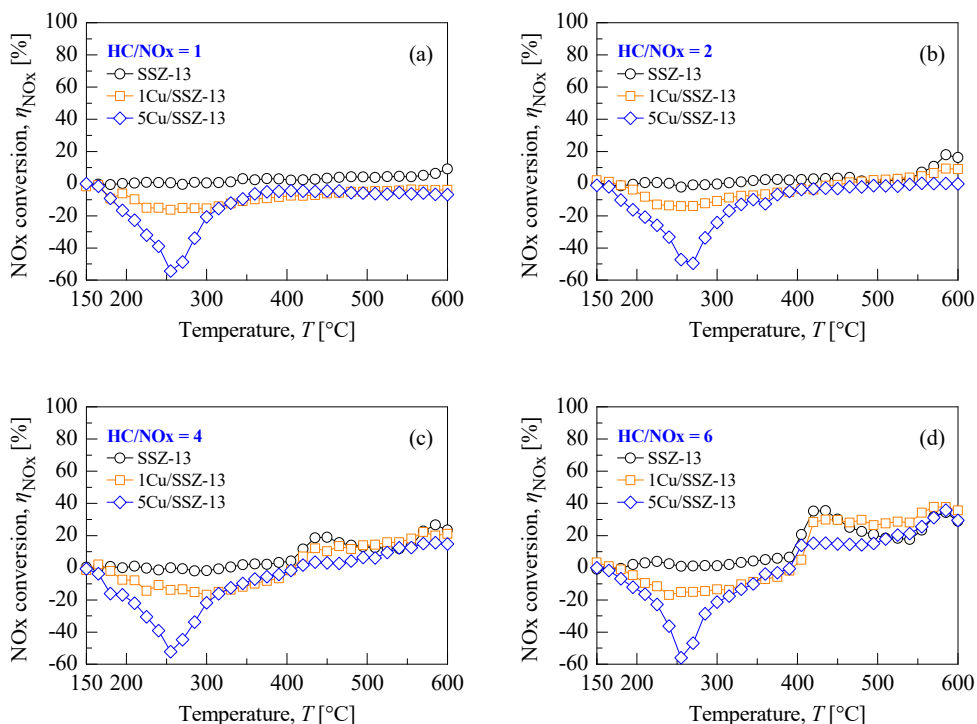 100
80
60
40
20
0
-20
-40
-60
NOx conversion, ηNOx [%]
HC/NOx = 1
(a)
SSZ-13
1Cu/SSZ-13
5Cu/SSZ-13
150 200 300 400 500 600
Temperature, T [°C]
100
80
60
40
20
0
-20
-40
-60
NOx conversion, ηNOx [%]
HC/NOx = 2
(b)
SSZ-13
1Cu/SSZ-13
5Cu/SSZ-13
150 200 300 400 500 600
Temperature, T [°C]
100
80
60
40
20
0
-20
-40
-60
NOx conversion, ηNOx [%]
HC/NOx = 4
(c)
SSZ-13
1Cu/SSZ-13
5Cu/SSZ-13
150 200 300 400 500 600
Temperature, T [°C]
100
80
60
40
20
0
-20
-40
-60
NOx conversion, ηNOx [%]
HC/NOx = 6
(d)
SSZ-13
1Cu/SSZ-13
5Cu/SSZ-13
150 200 300 400 500 600
Temperature, T [°C]